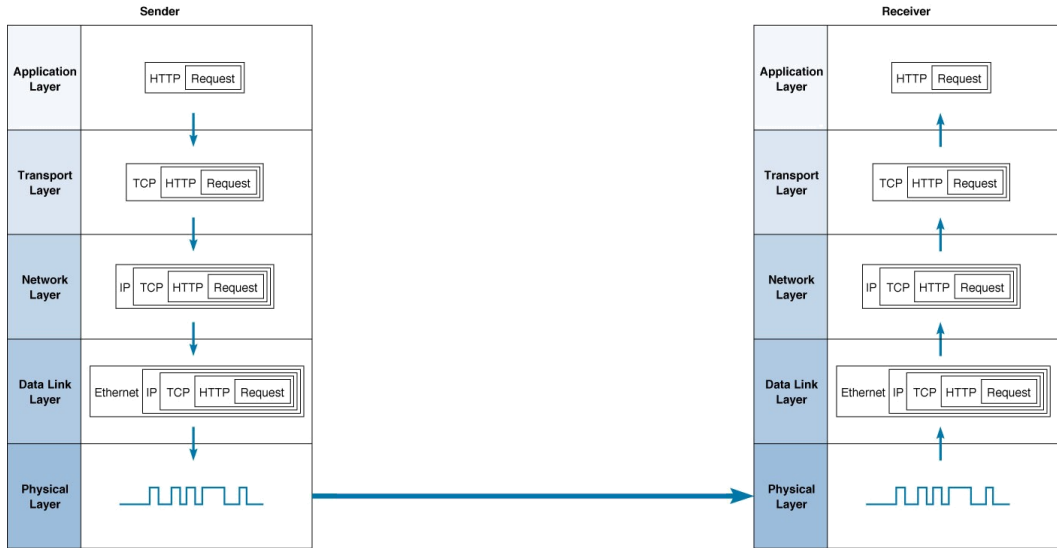 Sender
Application
Layer
HTTP Request
Transport
Layer
TCP HTTP Request
Network
Layer
IP TCP HTTP Request
Data Link
Layer
Ethernet IP TCP HTTP Request
Physical
Layer
Receiver
Application
Layer
HTTP Request
Transport
Layer
TCP HTTP Request
Network
Layer
IP TCP HTTP Request
Data Link
Layer
Ethernet IP TCP HTTP Request
Physical
Layer